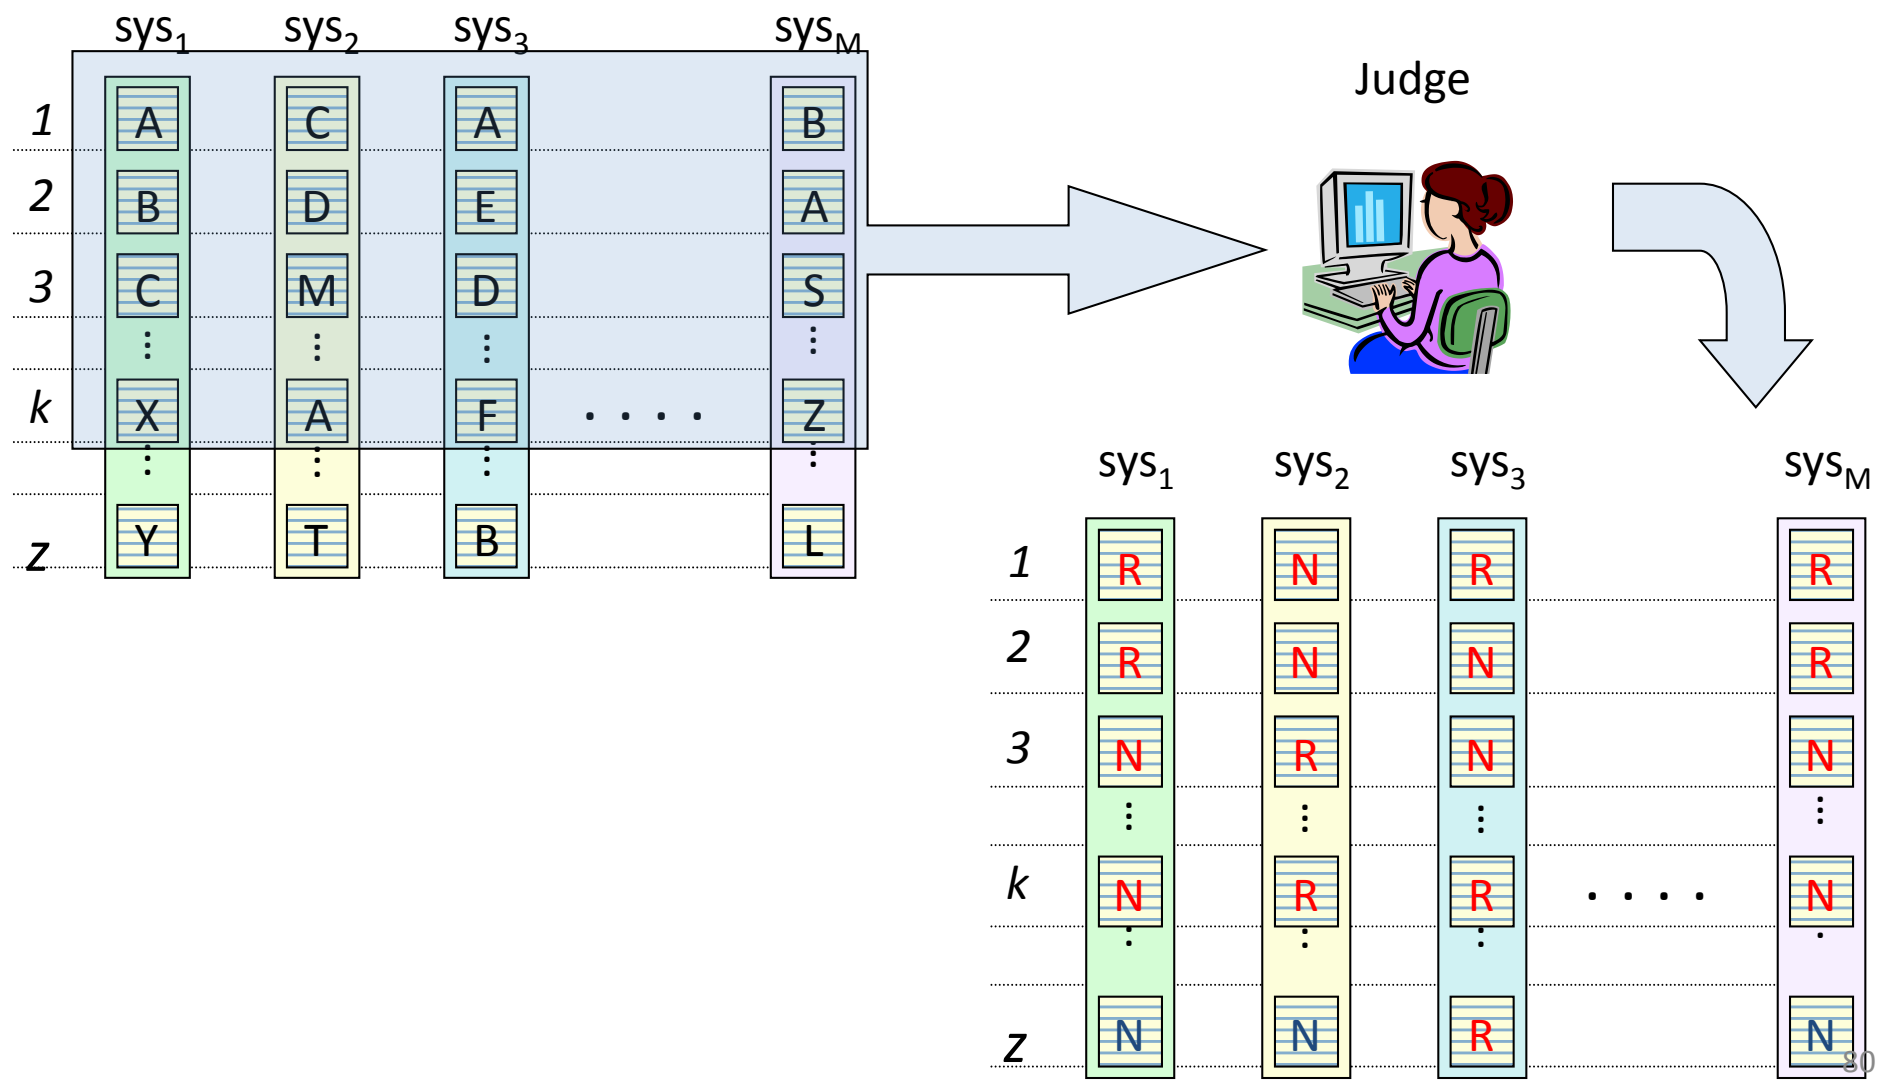 sys1 sys2 sys3 sysM
Judge
1 A C A B
2 B D E A
3 C M D S
⋮ ⋮ ⋮ ⋮
k X A F . . . . Z
⋮ ⋮ ⋮ ⋮
z Y T B L
sys1 sys2 sys3 sysM
1 R N R R
2 R N N R
3 N R N N
⋮ ⋮ ⋮ ⋮
k N R R . . . . N
z N N R N
80